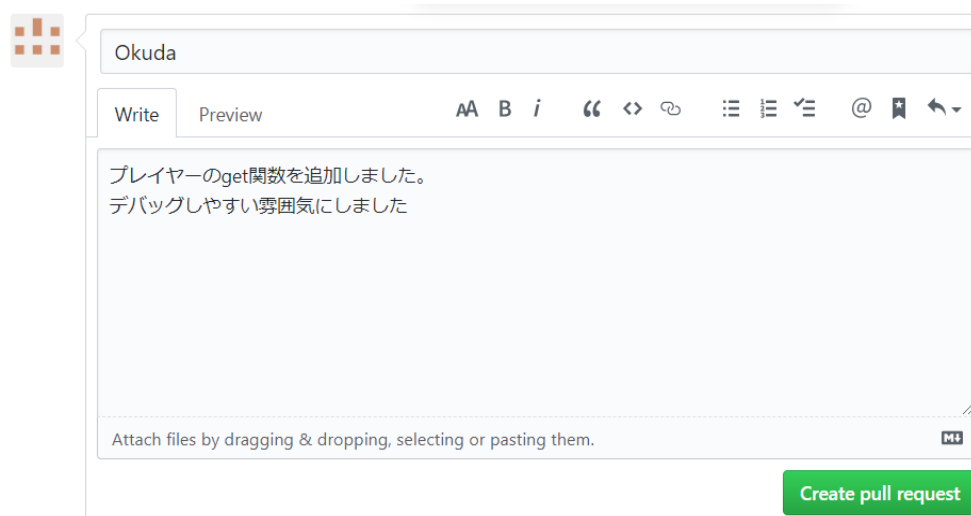 Okuda
Write Preview AA B i
プレイヤーのget関数を追加しました。
デバッグしやすい雰囲気にしました
Attach files by dragging & dropping, selecting or pasting them.
M↓
Create pull request